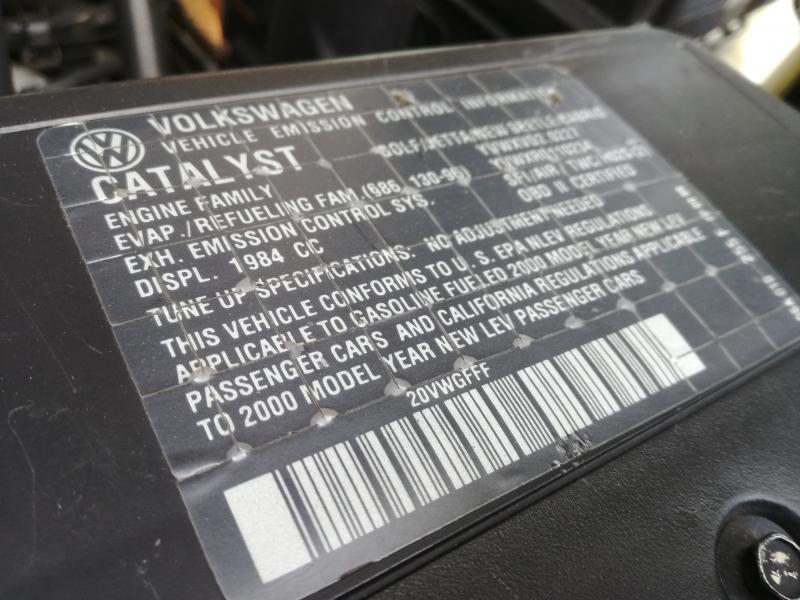 VOLKSWAGEN
VEHICLE EMISSION CONTROL INFORMATION
CATALYST
ENGINE FAMILY
EVAP./REFUELING FAM.(686 , 130-95)
EXH. EMISSION CONTROL SYS.
OBD II CERTIFIED
DISPL. 1984 CC
TUNE UP SPECIFICATIONS: NO ADJUSTMENT NEEDED
THIS VEHICLE CONFORMS TO U.S. EPA NLEV REGULATIONS
APPLICABLE TO GASOLINE FUELED 2000 MODEL YEAR NEW LEV
PASSENGER CARS AND CALIFORNIA REGULATIONS APPLICABLE
TO 2000 MODEL YEAR NEW LEV PASSENGER CARS
20VWGFFF